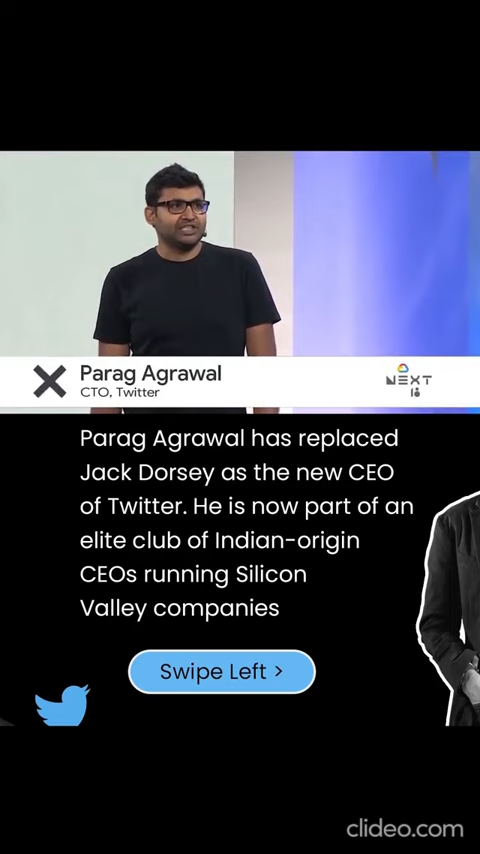 Parag Agrawal
CTO, Twitter
NEXT
18
Parag Agrawal has replaced
Jack Dorsey as the new CEO
of Twitter. He is now part of an
elite club of Indian-origin
CEOs running Silicon
Valley companies
Swipe Left >
clideo.com